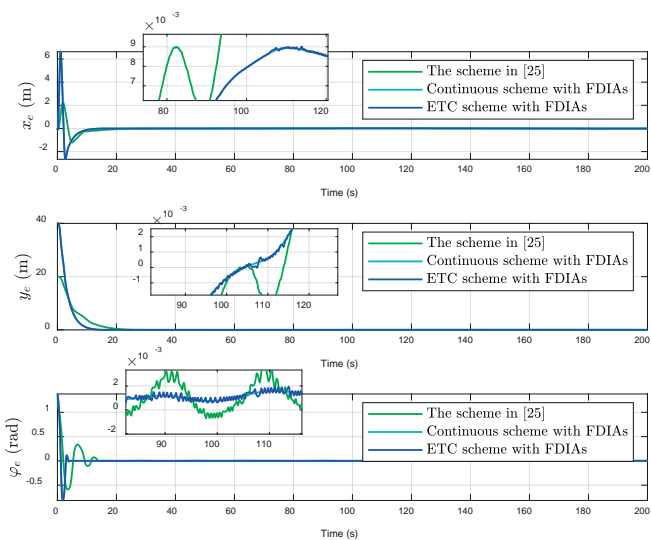 × 10 -3
9
8
7
80 100 120
6
4
2
0
-2
x_e (m)
The scheme in [25]
Continuous scheme with FDIAs
ETC scheme with FDIAs
0 20 40 60 80 100 120 140 160 180 200
Time (s)
× 10 -3
2
1
0
-1
90 100 110 120
40
20
0
y_e (m)
The scheme in [25]
Continuous scheme with FDIAs
ETC scheme with FDIAs
0 20 40 60 80 100 120 140 160 180 200
Time (s)
× 10 -3
2
0
-2
90 100 110
1
0.5
0
-0.5
φ_e (rad)
The scheme in [25]
Continuous scheme with FDIAs
ETC scheme with FDIAs
0 20 40 60 80 100 120 140 160 180 200
Time (s)